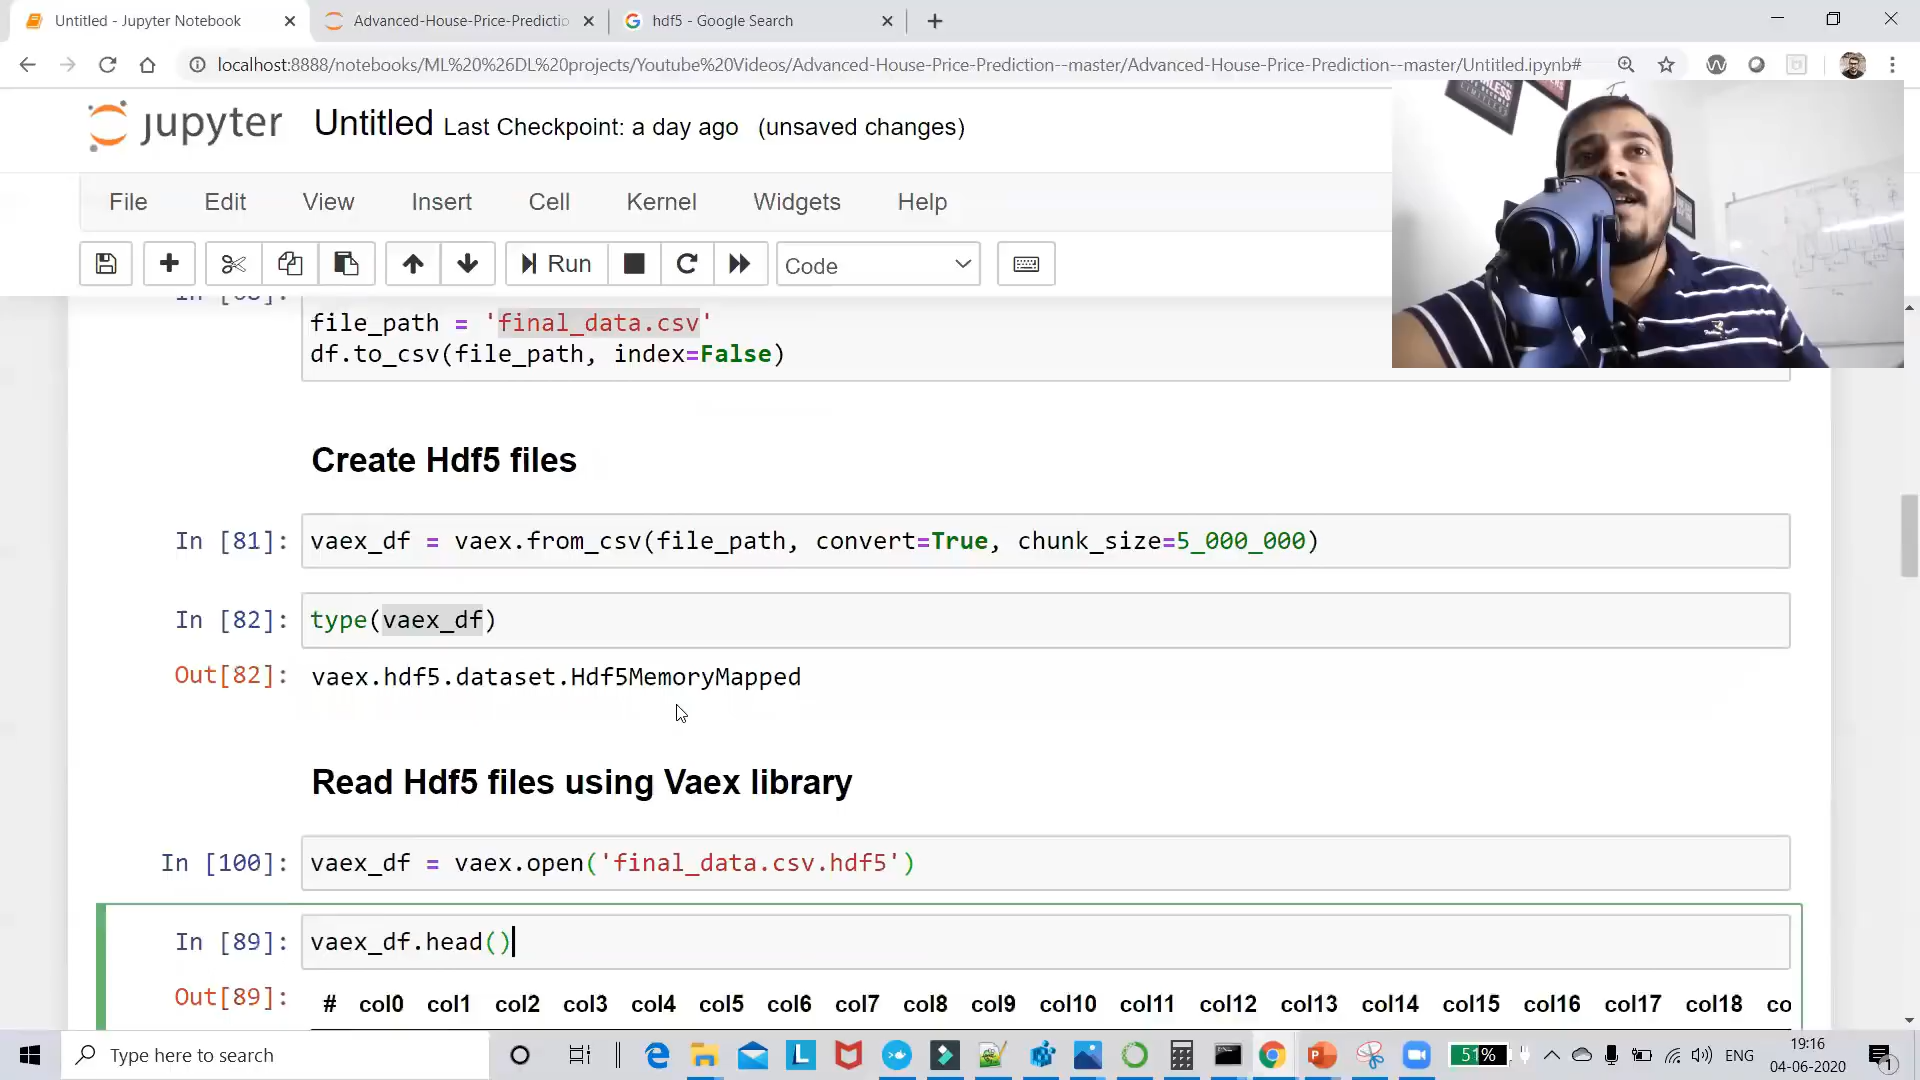 Untitled - Jupyter Notebook
Advanced-House-Price-Predictio
hdf5 - Google Search
localhost:8888/notebooks/ML%20%26DL%20projects/Youtube%20Videos/Advanced-House-Price-Prediction--master/Advanced-House-Price-Prediction--master/Untitled.ipynb#
jupyter Untitled Last Checkpoint: a day ago (unsaved changes)
File Edit View Insert Cell Kernel Widgets Help
Run Code
file_path = 'final_data.csv'
df.to_csv(file_path, index=False)
Create Hdf5 files
In [81]: vaex_df = vaex.from_csv(file_path, convert=True, chunk_size=5_000_000)
In [82]: type(vaex_df)
Out[82]: vaex.hdf5.dataset.Hdf5MemoryMapped
Read Hdf5 files using Vaex library
In [100]: vaex_df = vaex.open('final_data.csv.hdf5')
In [89]: vaex_df.head()
Out[89]: # col0 col1 col2 col3 col4 col5 col6 col7 col8 col9 col10 col11 col12 col13 col14 col15 col16 col17 col18 co
Type here to search
51%
ENG
19:16
04-06-2020
1